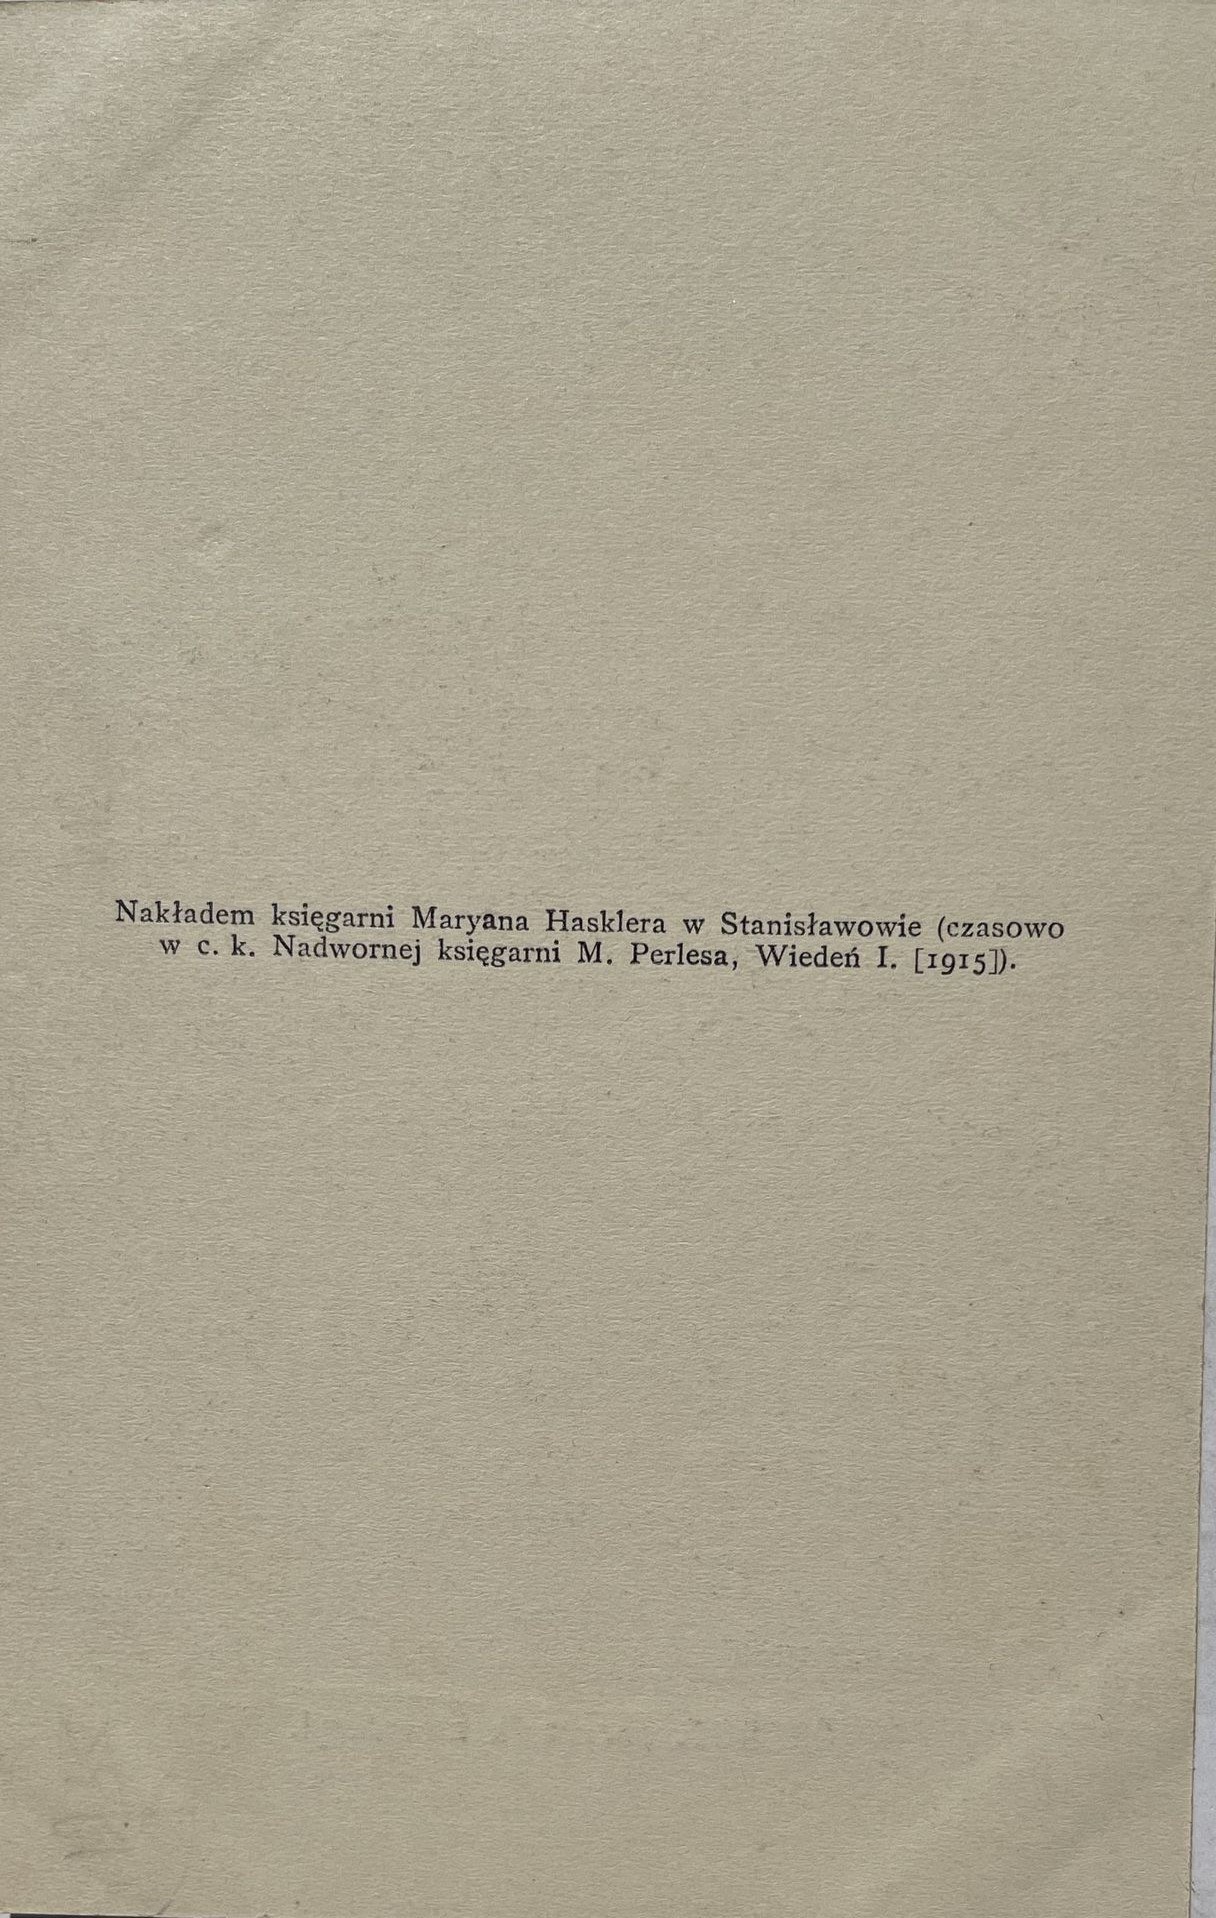 Nakładem księgarni Maryana Hasklera w Stanisławowie (czasowo
w c. k. Nadwornej księgarni M. Perlesa, Wiedeń I. [1915]).